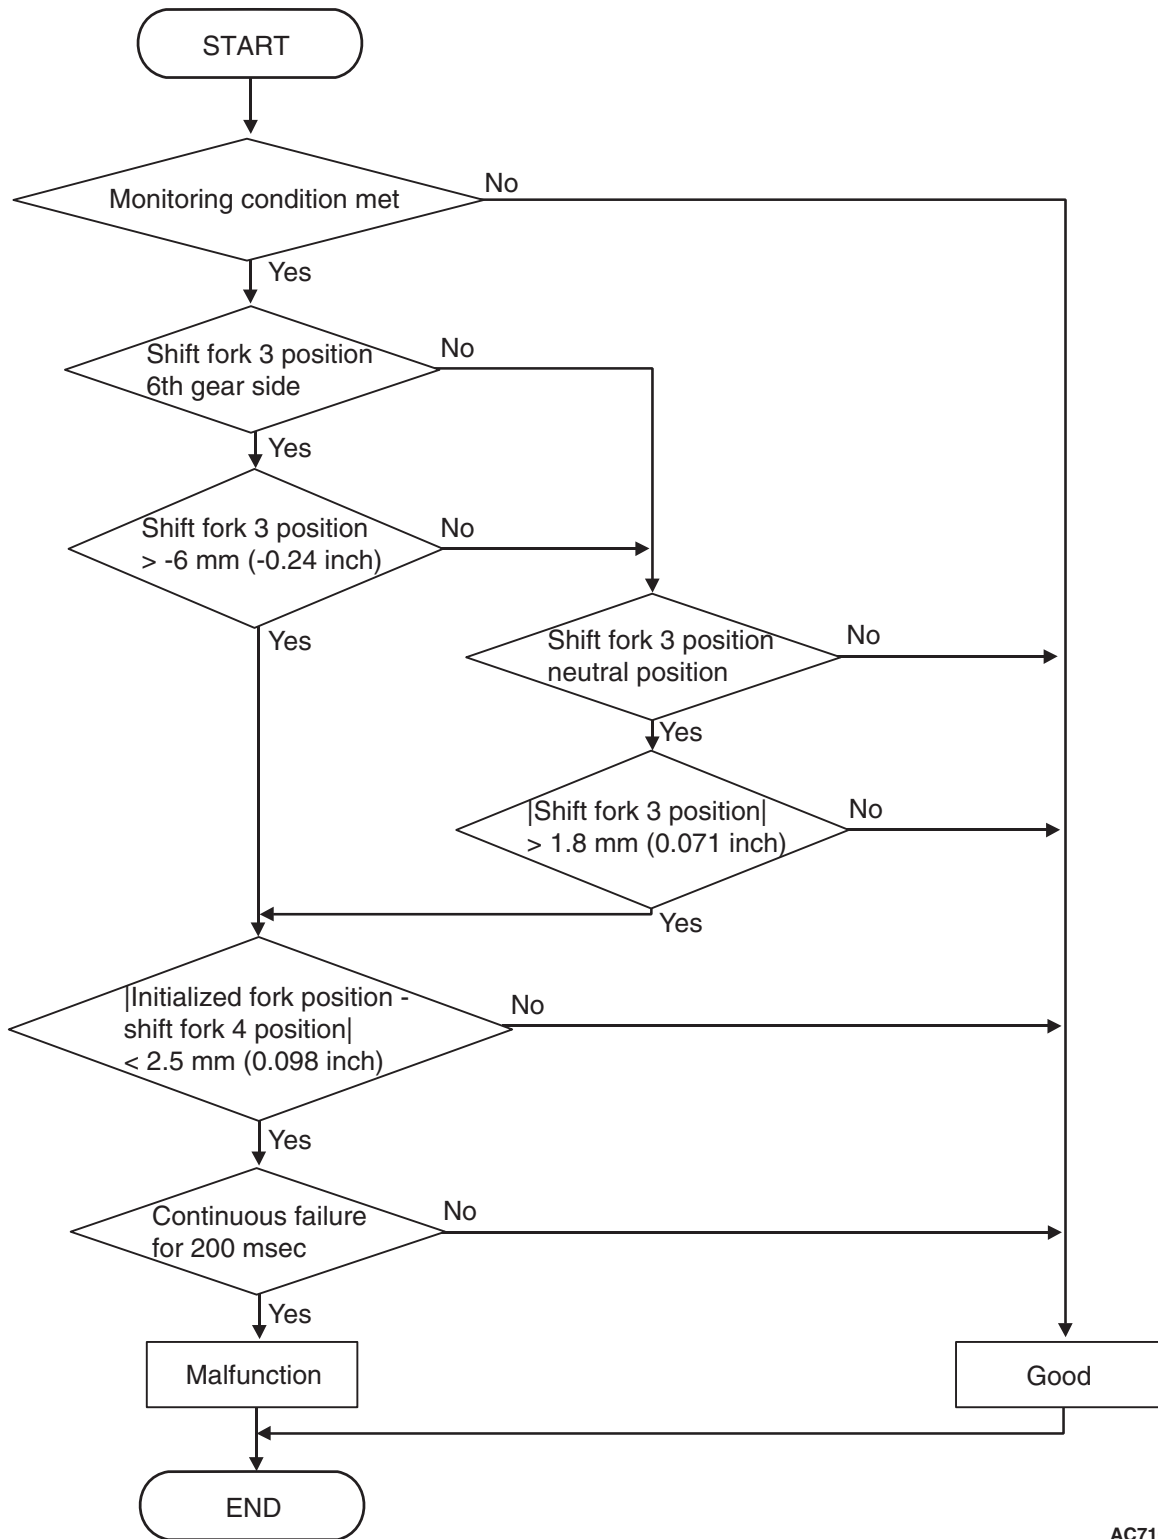 START
Monitoring condition met
No
Yes
Shift fork 3 position
6th gear side
No
Yes
Shift fork 3 position
> -6 mm (-0.24 inch)
No
Yes
Shift fork 3 position
neutral position
No
Yes
|Shift fork 3 position|
> 1.8 mm (0.071 inch)
No
Yes
|Initialized fork position -
shift fork 4 position|
< 2.5 mm (0.098 inch)
No
Yes
Continuous failure
for 200 msec
No
Yes
Malfunction
Good
END
AC71